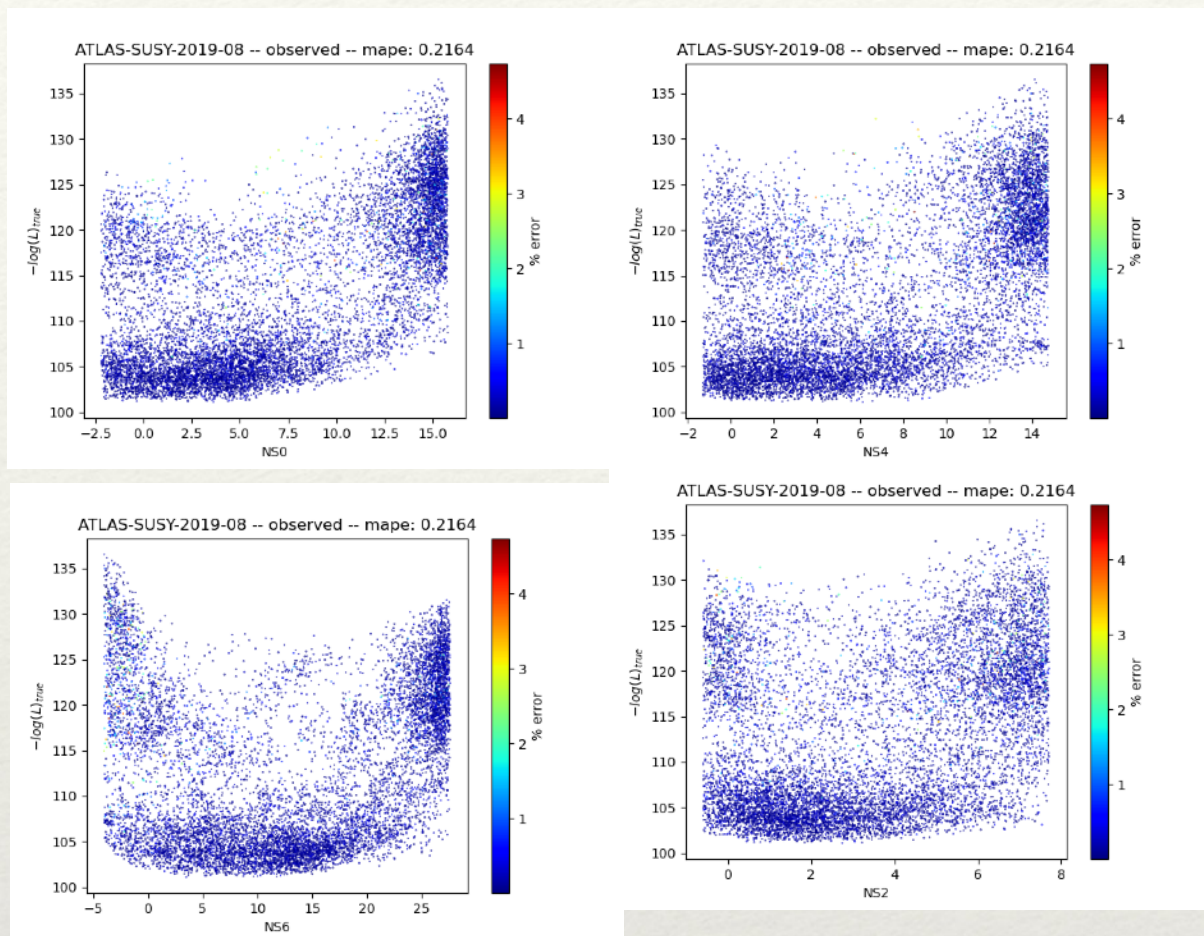 ATLAS-SUSY-2019-08 -- observed -- mape: 0.2164
135
130
125
120
115
110
105
100
−log(L)true
-2.5 0.0 2.5 5.0 7.5 10.0 12.5 15.0
NS0
4
3
2
1
% error
ATLAS-SUSY-2019-08 -- observed -- mape: 0.2164
135
130
125
120
115
110
105
100
−log(L)true
−2 0 2 4 6 8 10 12 14
NS4
4
3
2
1
% error
ATLAS-SUSY-2019-08 -- observed -- mape: 0.2164
135
130
125
120
115
110
105
100
−log(L)true
−5 0 5 10 15 20 25
NS6
4
3
2
1
% error
ATLAS-SUSY-2019-08 -- observed -- mape: 0.2164
135
130
125
120
115
110
105
100
−log(L)true
0 2 4 6 8
NS2
4
3
2
1
% error